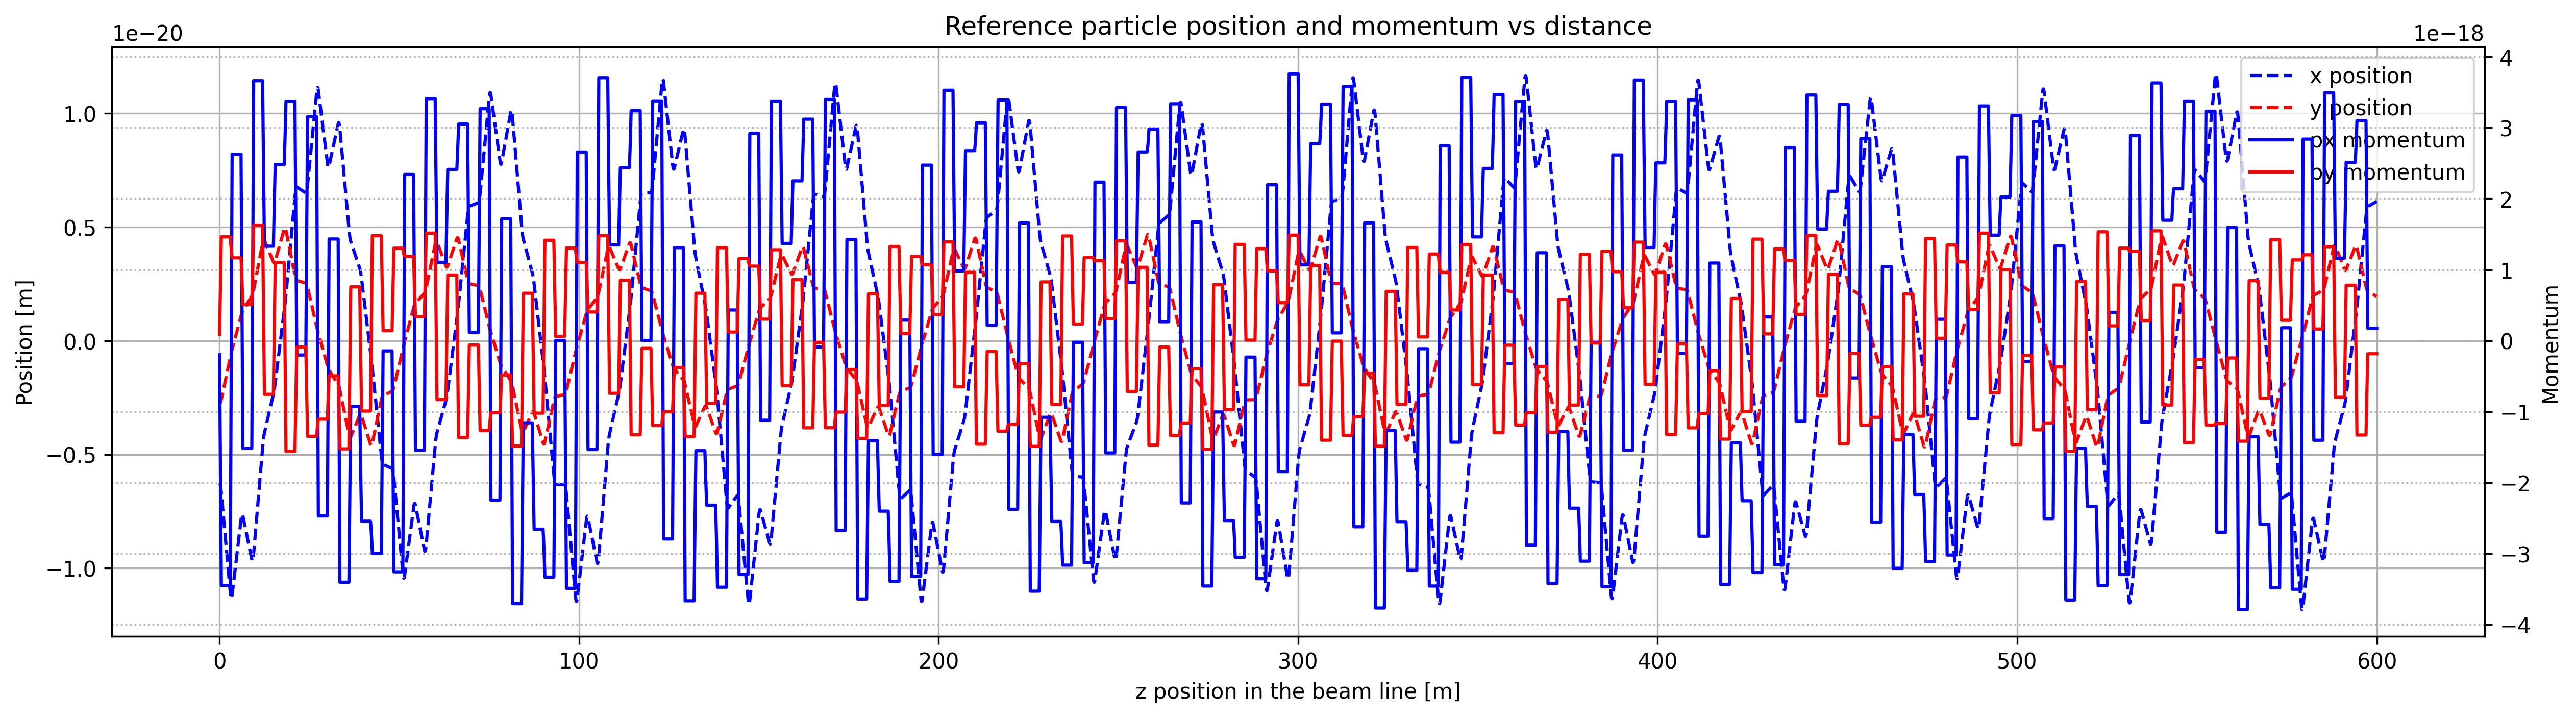 Reference particle position and momentum vs distance
1e−20
1e−18
1.0
0.5
0.0
−0.5
−1.0
Position [m]
4
3
2
1
0
−1
−2
−3
−4
Momentum
x position
y position
px momentum
py momentum
0 100 200 300 400 500 600
z position in the beam line [m]